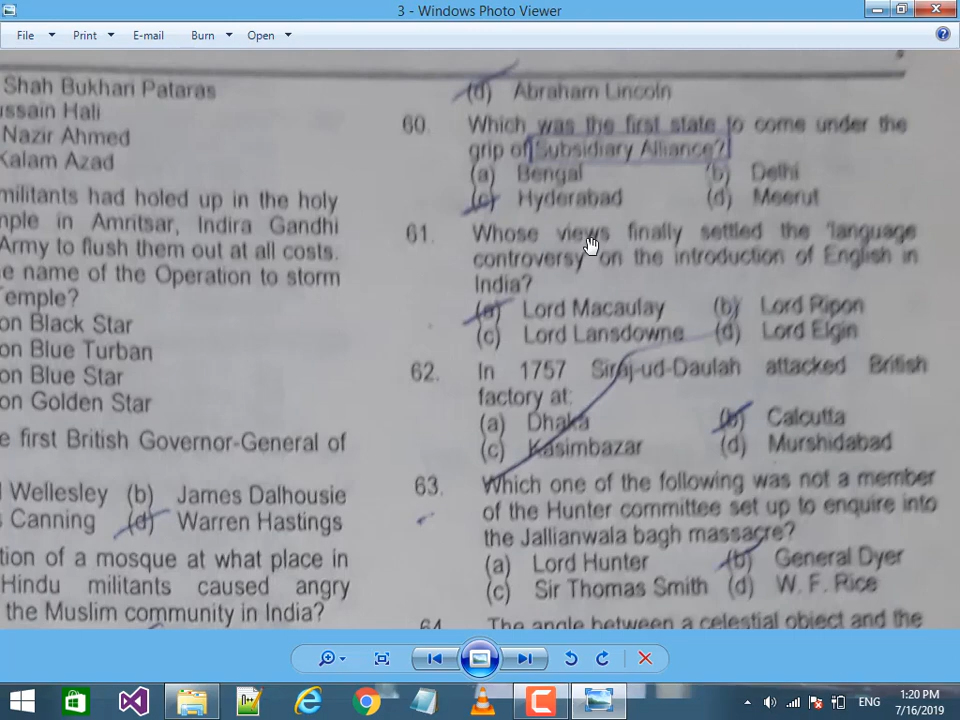 3 - Windows Photo Viewer
File Print E-mail Burn Open
Shah Bukhari Pataras
ussain Hali
Nazir Ahmed
Kalam Azad
militants had holed up in the holy
mple in Amritsar, Indira Gandhi
Army to flush them out at all costs.
e name of the Operation to storm
Temple?
on Black Star
on Blue Turban
on Blue Star
on Golden Star
e first British Governor-General of
Wellesley (b) James Dalhousie
s Canning (d) Warren Hastings
tion of a mosque at what place in
Hindu militants caused angry
the Muslim community in India?
(d) Abraham Lincoln
60. Which was the first state to come under the
grip of Subsidiary Alliance?
(a) Bengal (b) Delhi
(c) Hyderabad (d) Meerut
61. Whose views finally settled the 'language
controversy' on the introduction of English in
India?
(a) Lord Macaulay (b) Lord Ripon
(c) Lord Lansdowne (d) Lord Elgin
62. In 1757 Siraj-ud-Daulah attacked British
factory at:
(a) Dhaka (b) Calcutta
(c) Kasimbazar (d) Murshidabad
63. Which one of the following was not a member
of the Hunter committee set up to enquire into
the Jallianwala bagh massacre?
(a) Lord Hunter (b) General Dyer
(c) Sir Thomas Smith (d) W. F. Rice
64. The angle between a celestial object and the
ENG
1:20 PM
7/16/2019